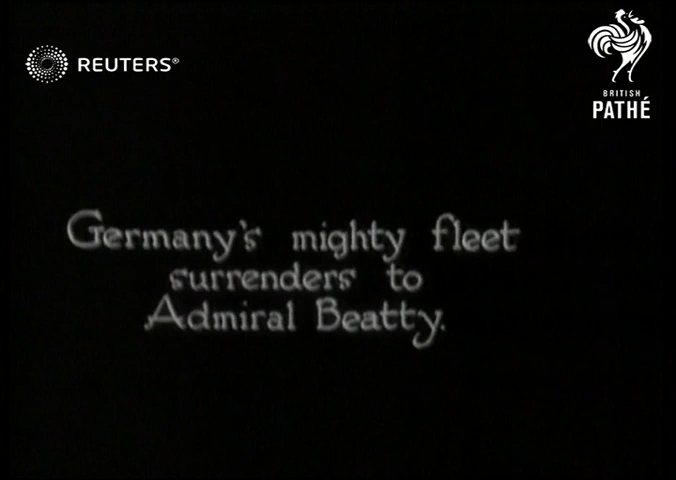 REUTERS®
BRITISH
PATHÉ
Germany's mighty fleet
surrenders to
Admiral Beatty.